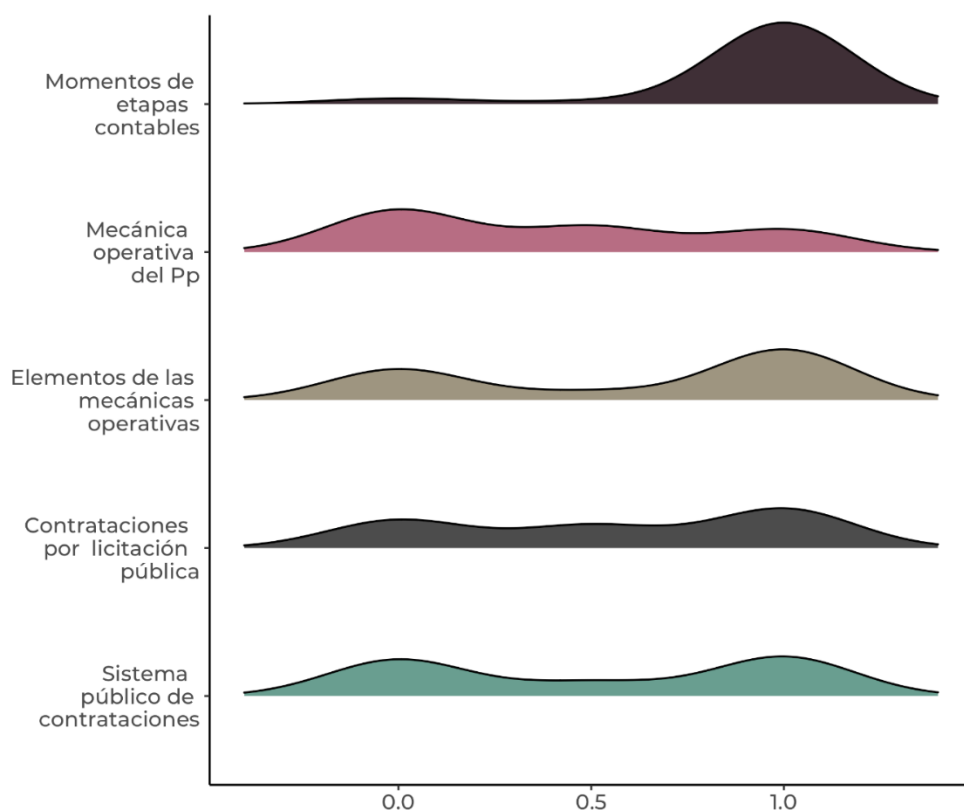 Momentos de
etapas
contables
Mecánica
operativa
del Pp
Elementos de las
mecánicas
operativas
Contrataciones
por licitación
pública
Sistema
público de
contrataciones
0.0 0.5 1.0